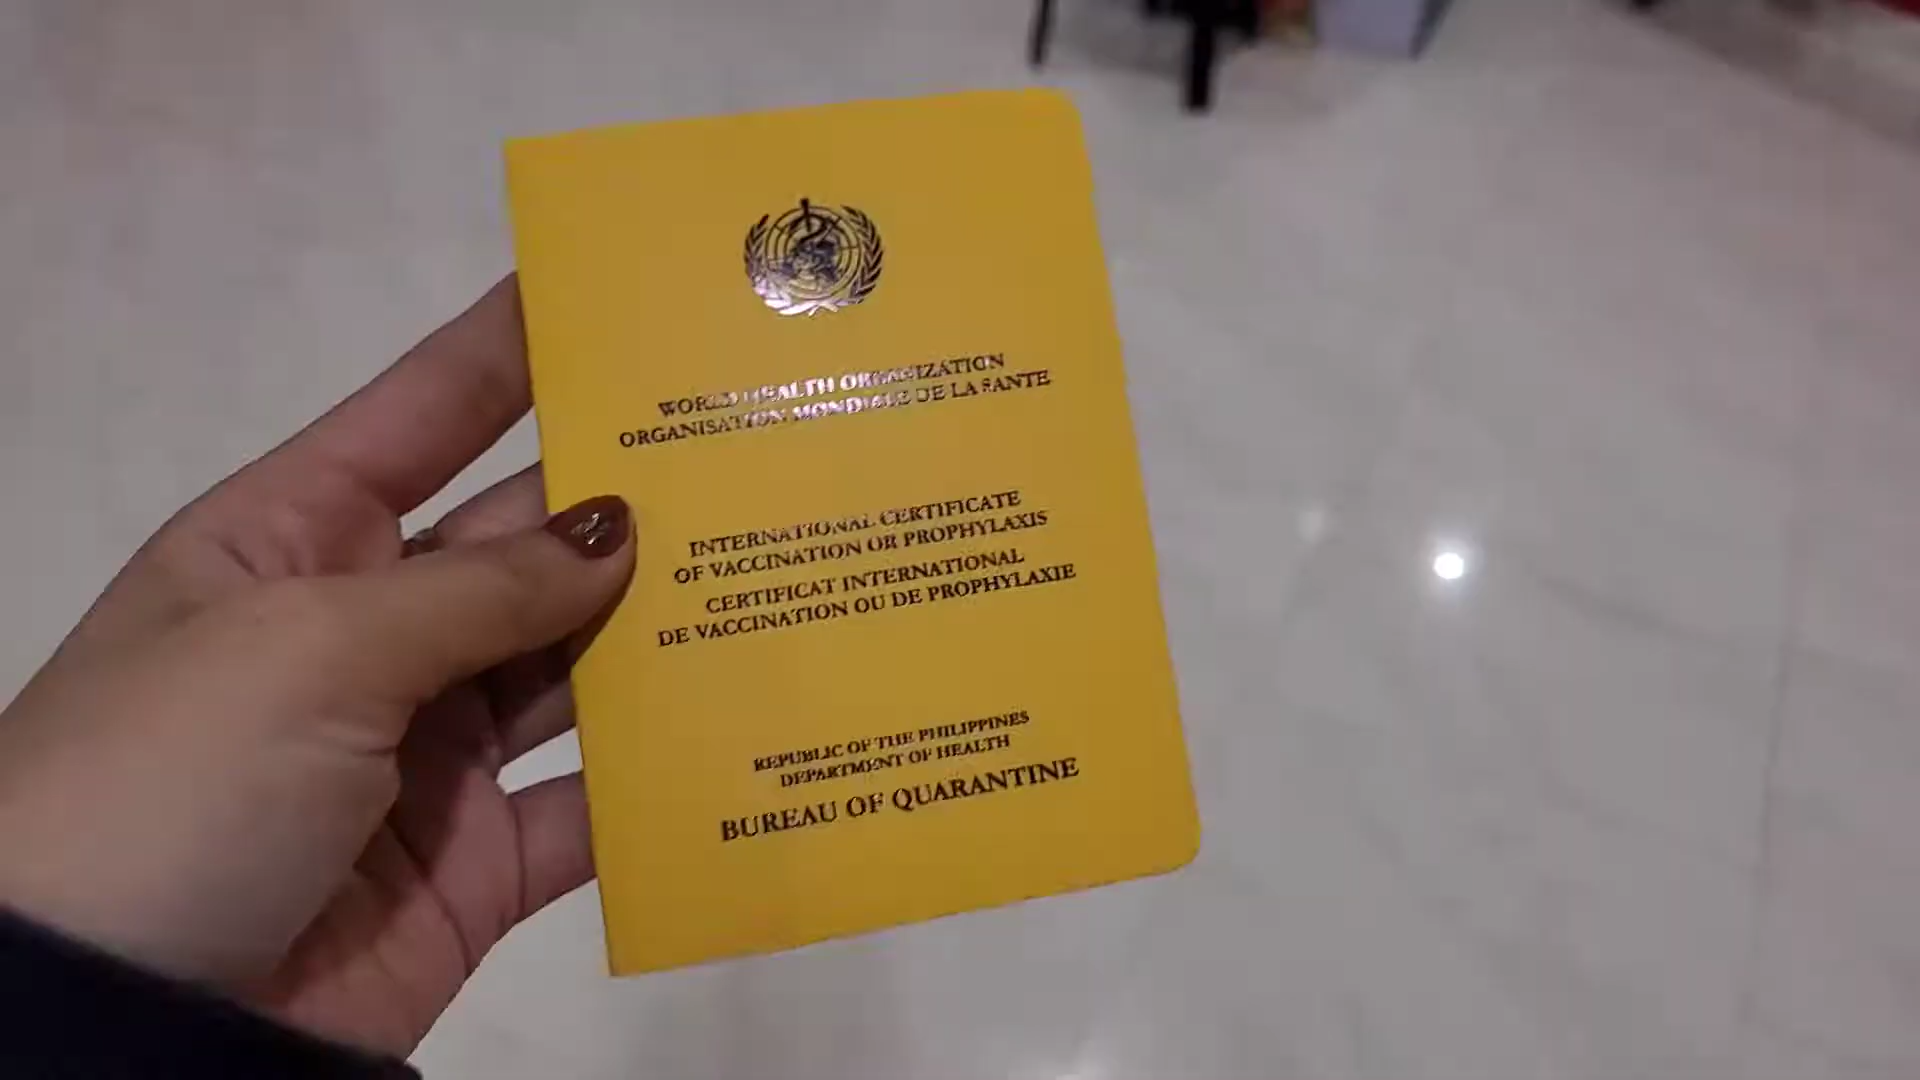 WORLD HEALTH ORGANIZATION
ORGANISATION MONDIALE DE LA SANTE
INTERNATIONAL CERTIFICATE
OF VACCINATION OR PROPHYLAXIS
CERTIFICAT INTERNATIONAL
DE VACCINATION OU DE PROPHYLAXIE
REPUBLIC OF THE PHILIPPINES
DEPARTMENT OF HEALTH
BUREAU OF QUARANTINE